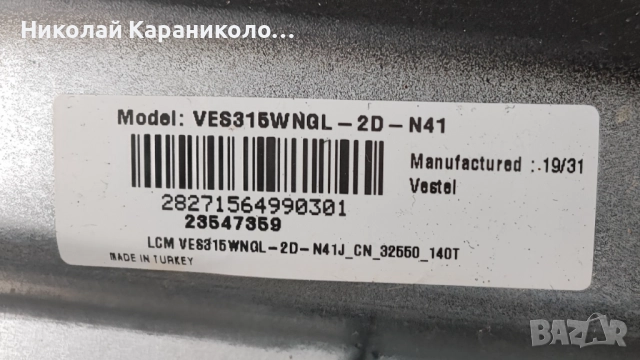 Николай Караниколо…
Model: VES315WNGL-2D-N41
Manufactured : 19/31
Vestel
28271564990301
23547359
LCM VES315WNGL-2D-N41J_CN_32550_140T
MADE IN TURKEY
BAZAR